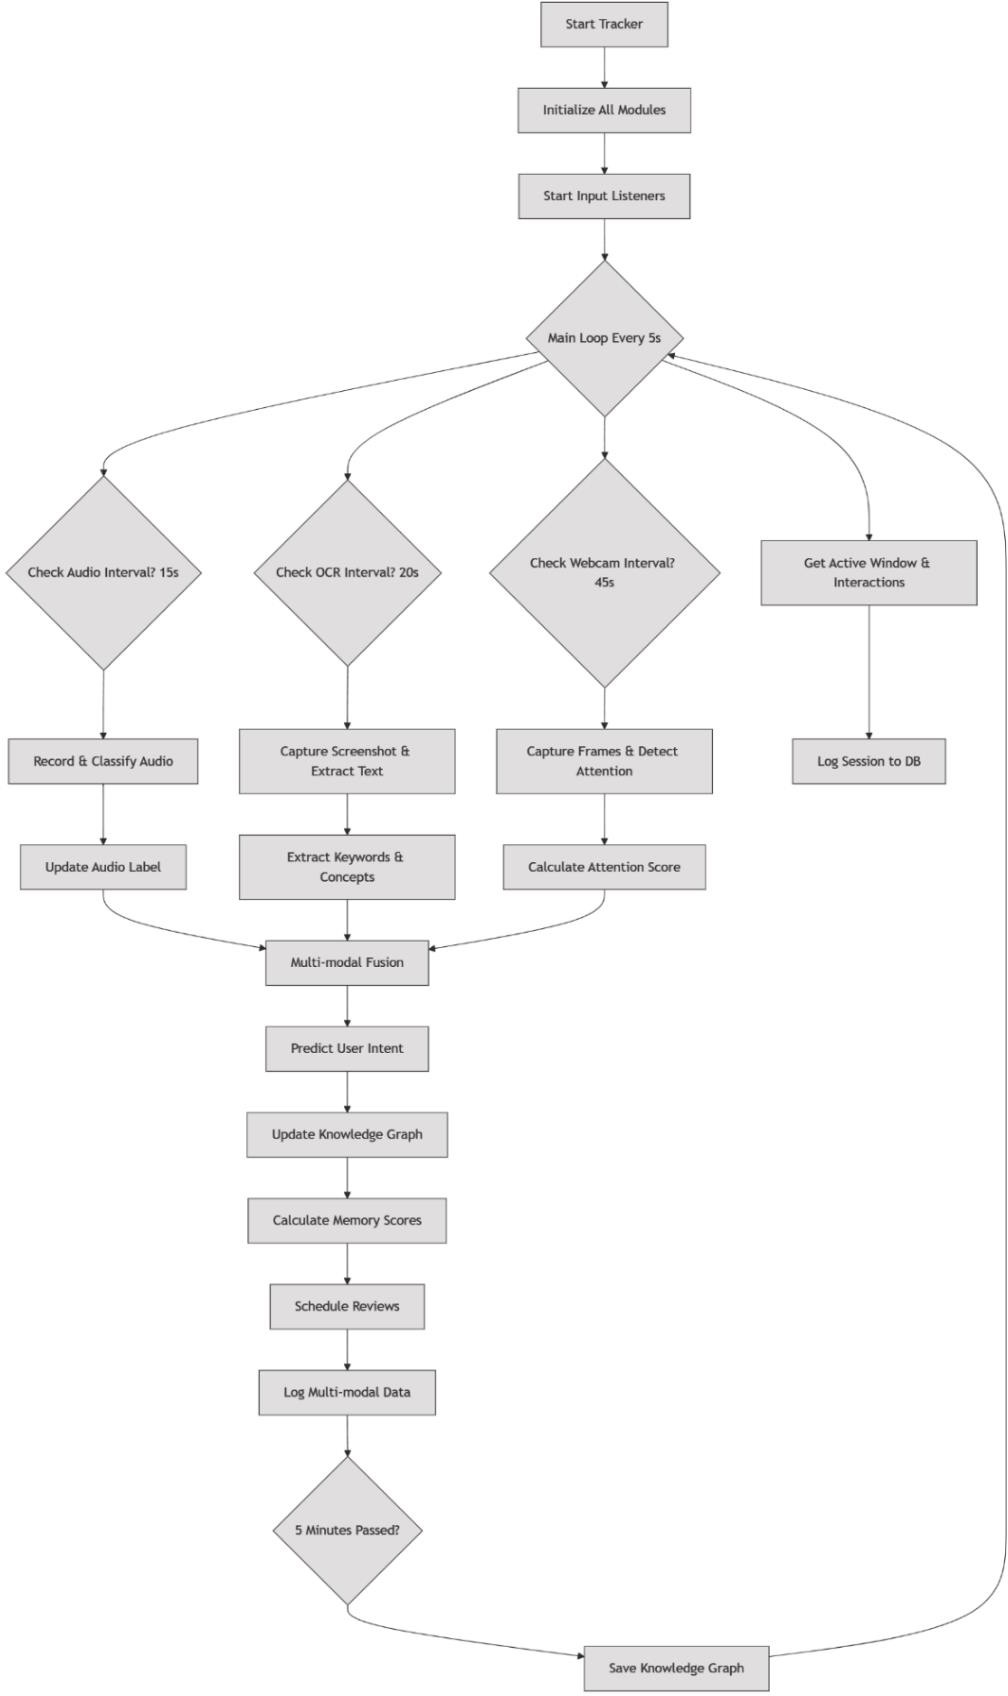 Start Tracker
Initialize All Modules
Start Input Listeners
Main Loop Every 5s
Check Audio Interval? 15s
Check OCR Interval? 20s
Check Webcam Interval?
45s
Get Active Window &
Interactions
Record & Classify Audio
Capture Screenshot &
Extract Text
Capture Frames & Detect
Attention
Log Session to DB
Update Audio Label
Extract Keywords &
Concepts
Calculate Attention Score
Multi-modal Fusion
Predict User Intent
Update Knowledge Graph
Calculate Memory Scores
Schedule Reviews
Log Multi-modal Data
5 Minutes Passed?
Save Knowledge Graph